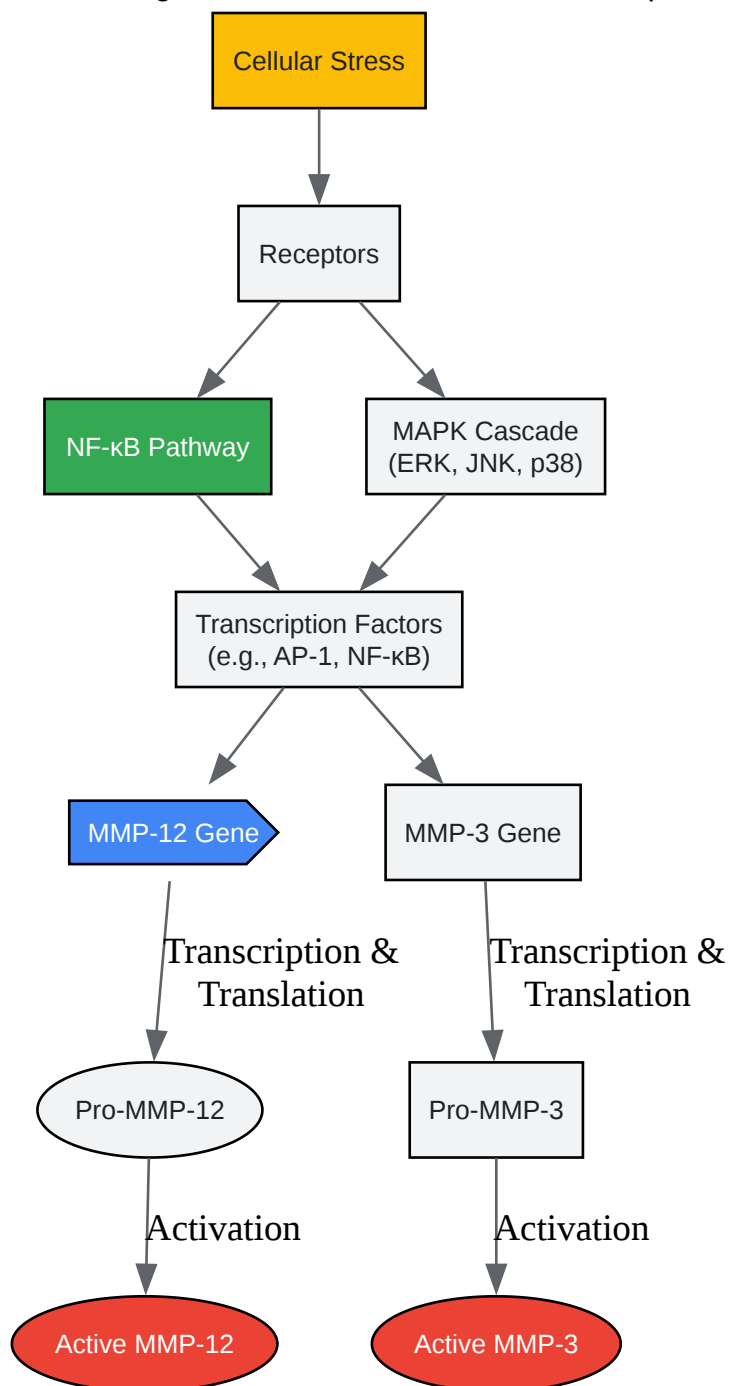 Cellular Stress
Receptors
NF-κB Pathway
MAPK Cascade
(ERK, JNK, p38)
Transcription Factors
(e.g., AP-1, NF-κB)
MMP-12 Gene
MMP-3 Gene
Transcription &
Translation
Transcription &
Translation
Pro-MMP-12
Pro-MMP-3
Activation
Activation
Active MMP-12
Active MMP-3